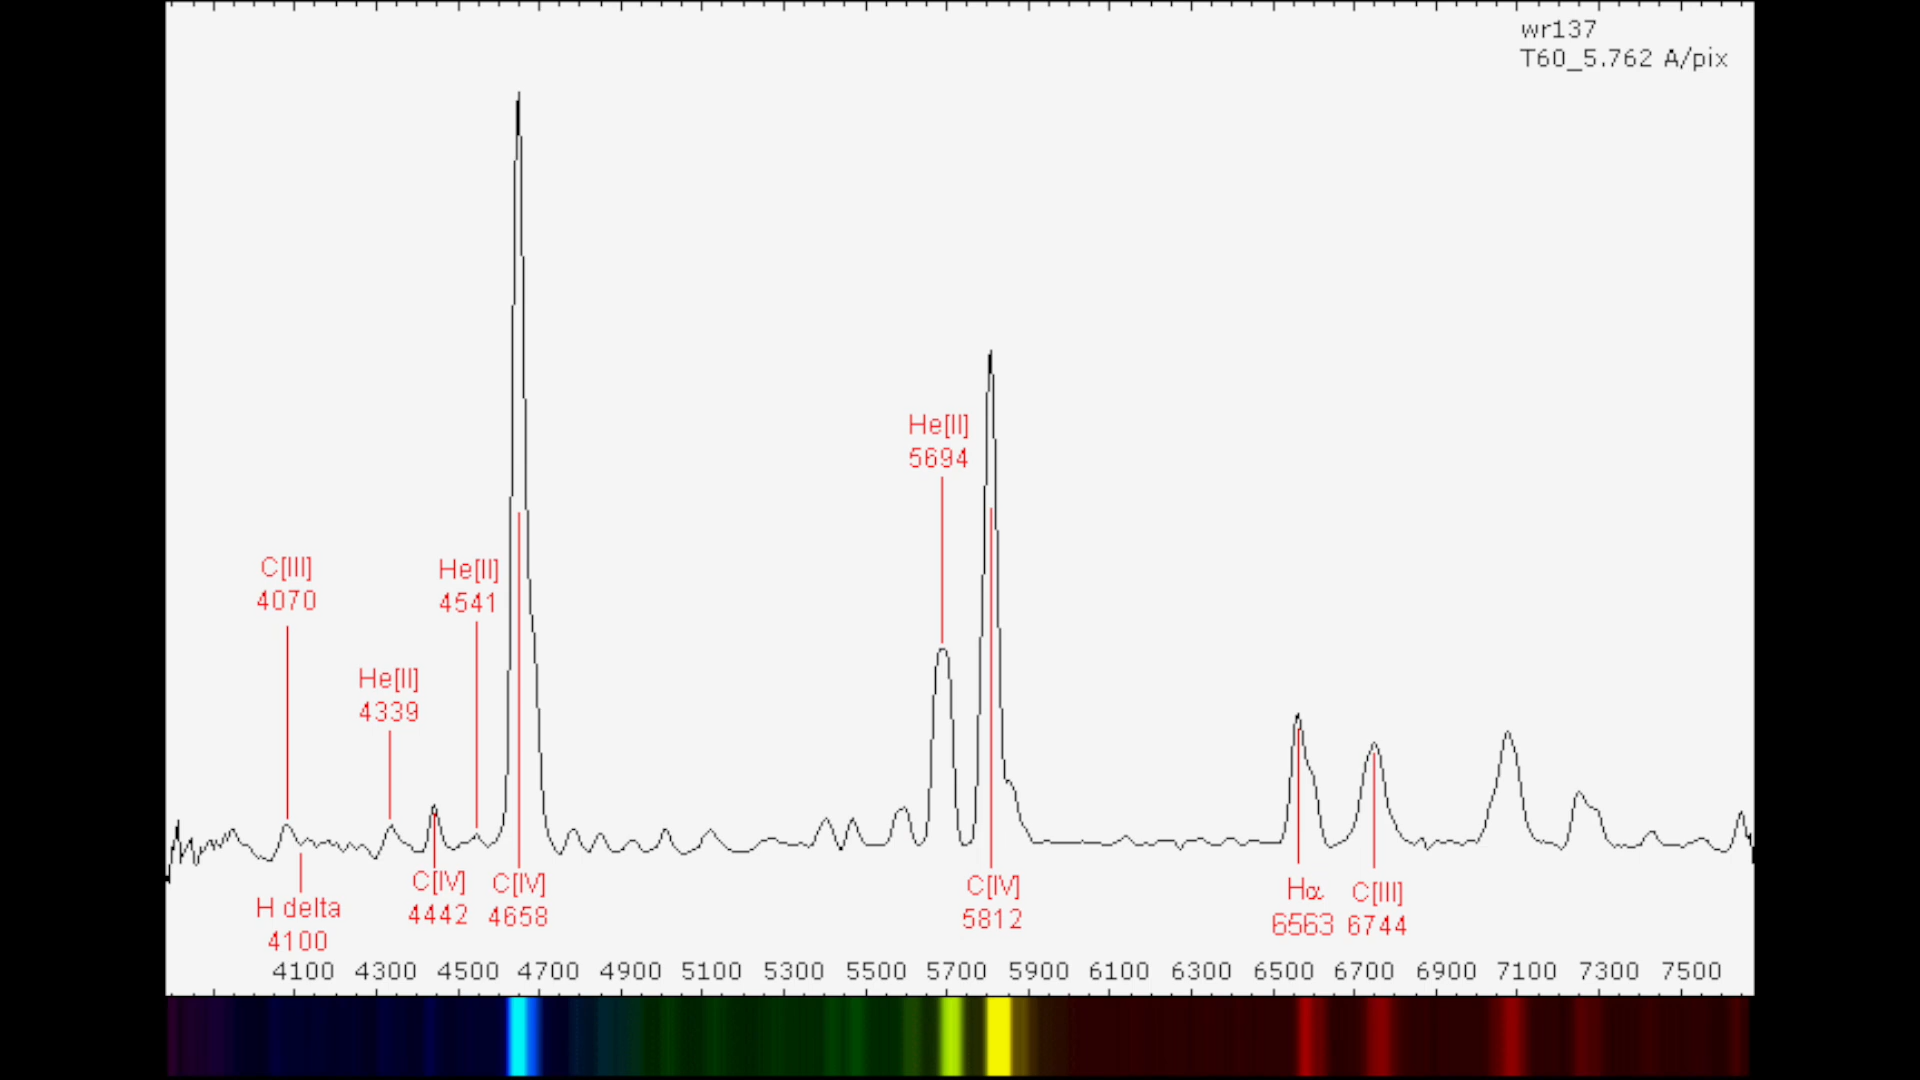 wr137
T60_5.762 A/pix
He[II]
5694
C[III]
4070
He[II]
4541
He[II]
4339
C[IV]
4442
C[IV]
4658
C[IV]
5812
Hα
6563
C[III]
6744
H delta
4100
4100 4300 4500 4700 4900 5100 5300 5500 5700 5900 6100 6300 6500 6700 6900 7100 7300 7500